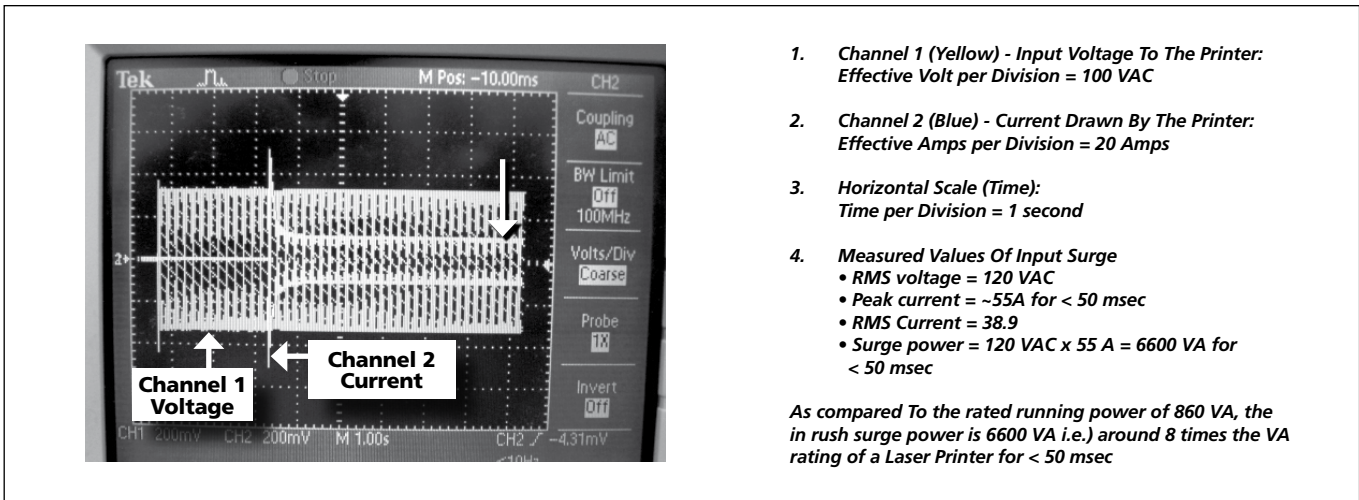 Tek
Stop
M Pos: -10.00ms
CH2
Coupling
AC
BW Limit
Off
100MHz
Volts/Div
Coarse
Probe
1X
Invert
Off
2+
Channel 1
Voltage
Channel 2
Current
CH1 200mV CH2 200mV M 1.00s CH2 -4.31mV
<10Hz
1. Channel 1 (Yellow) - Input Voltage To The Printer:
Effective Volt per Division = 100 VAC
2. Channel 2 (Blue) - Current Drawn By The Printer:
Effective Amps per Division = 20 Amps
3. Horizontal Scale (Time):
Time per Division = 1 second
4. Measured Values Of Input Surge
• RMS voltage = 120 VAC
• Peak current = ~55A for < 50 msec
• RMS Current = 38.9
• Surge power = 120 VAC x 55 A = 6600 VA for
< 50 msec
As compared To the rated running power of 860 VA, the
in rush surge power is 6600 VA i.e.) around 8 times the VA
rating of a Laser Printer for < 50 msec